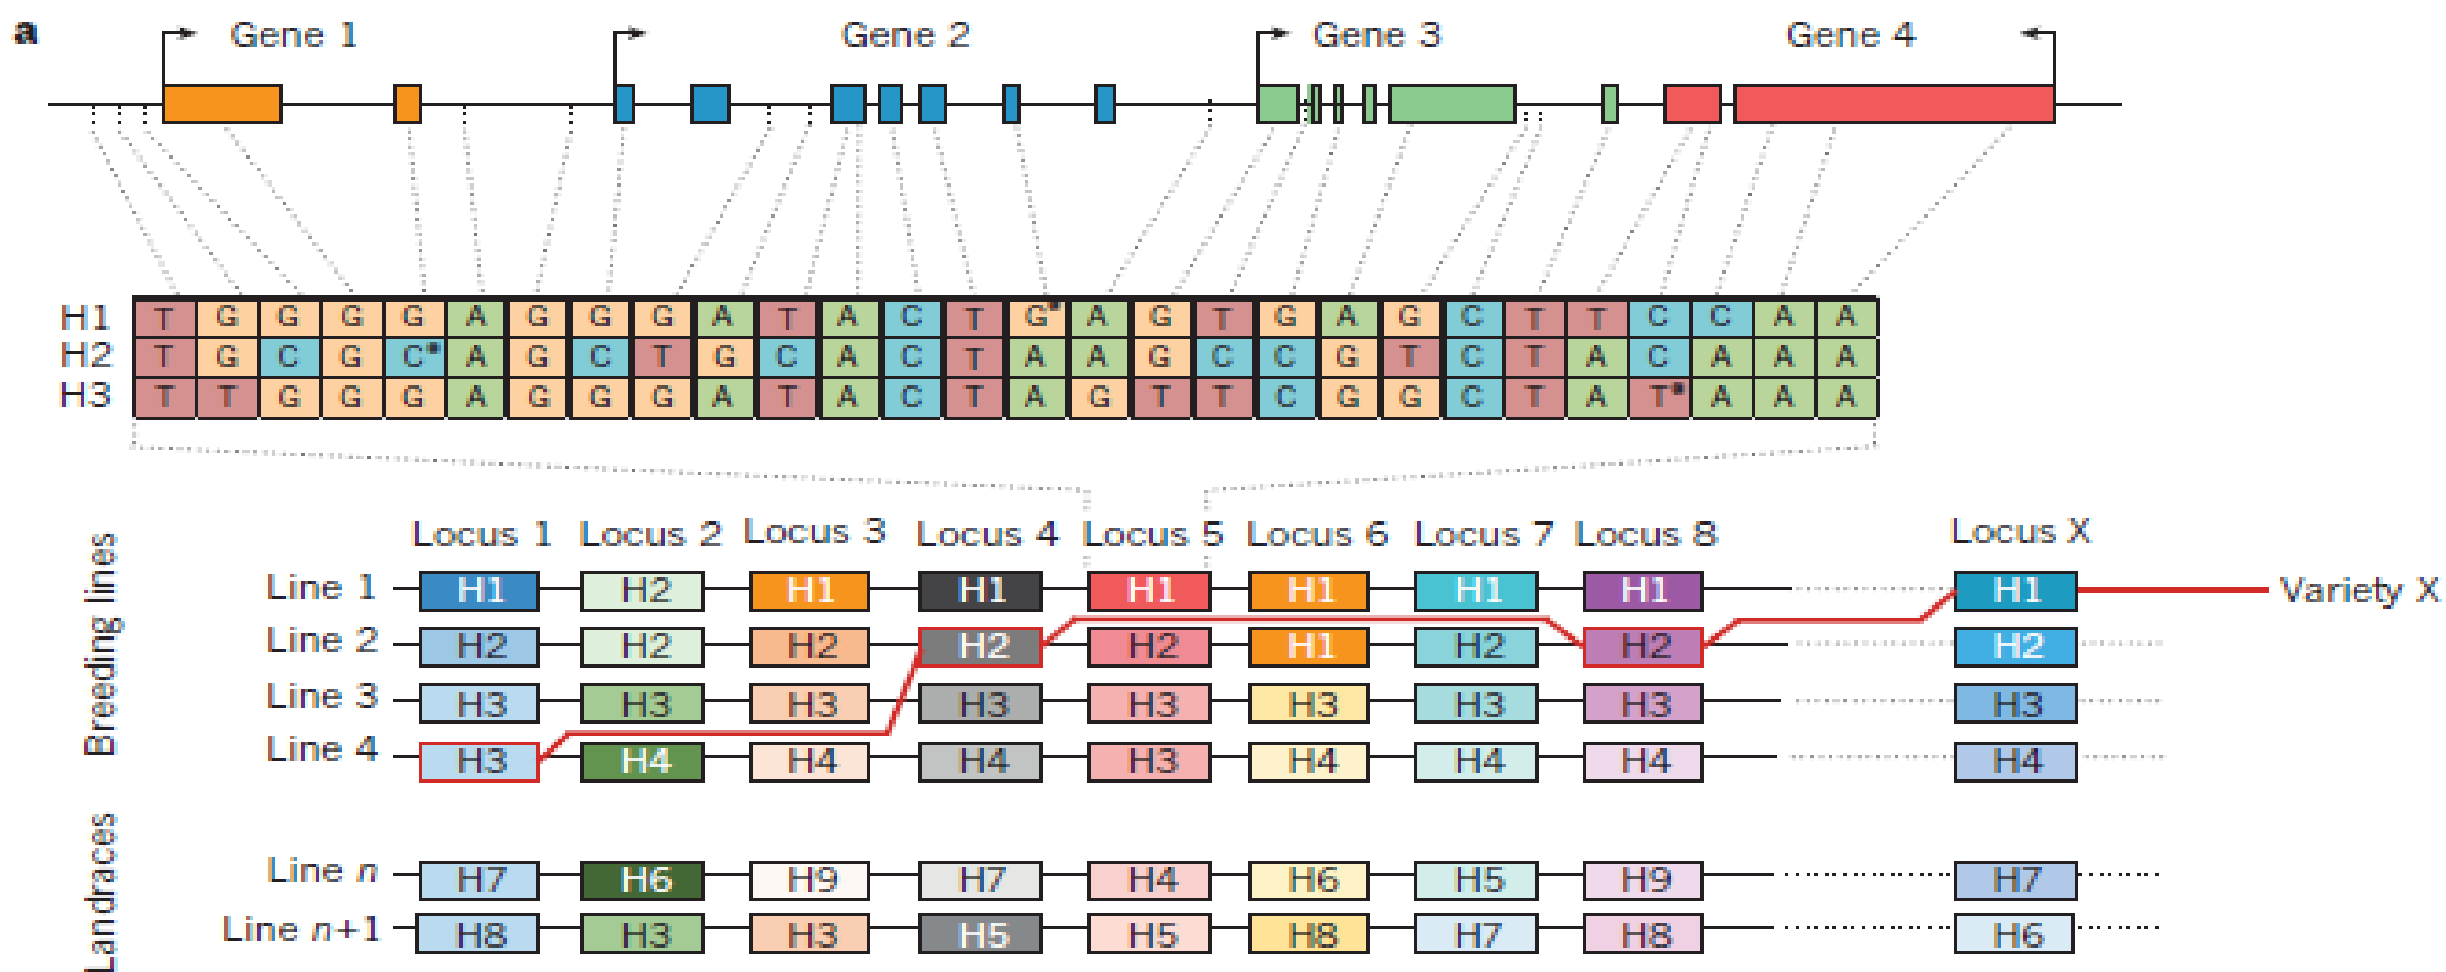 a Gene 1 Gene 2 Gene 3 Gene 4
H1 T G G G G A G G G A T A C T G* A G T G A G C T T C C A A
H2 T G C G C* A G C T G C A C T A A G C C G T C T A C A A A
H3 T T G G G A G G G A T A C T A G T T C G G C T A T* A A A
Locus 1 Locus 2 Locus 3 Locus 4 Locus 5 Locus 6 Locus 7 Locus 8 Locus X
Breeding lines
Line 1 H1 H2 H1 H1 H1 H1 H1 H1 H1 Variety X
Line 2 H2 H2 H2 H2 H2 H1 H2 H2 H2
Line 3 H3 H3 H3 H3 H3 H3 H3 H3 H3
Line 4 H3 H4 H4 H4 H3 H4 H4 H4 H4
Landraces
Line n H7 H6 H9 H7 H4 H6 H5 H9 H7
Line n+1 H8 H3 H3 H5 H5 H8 H7 H8 H6